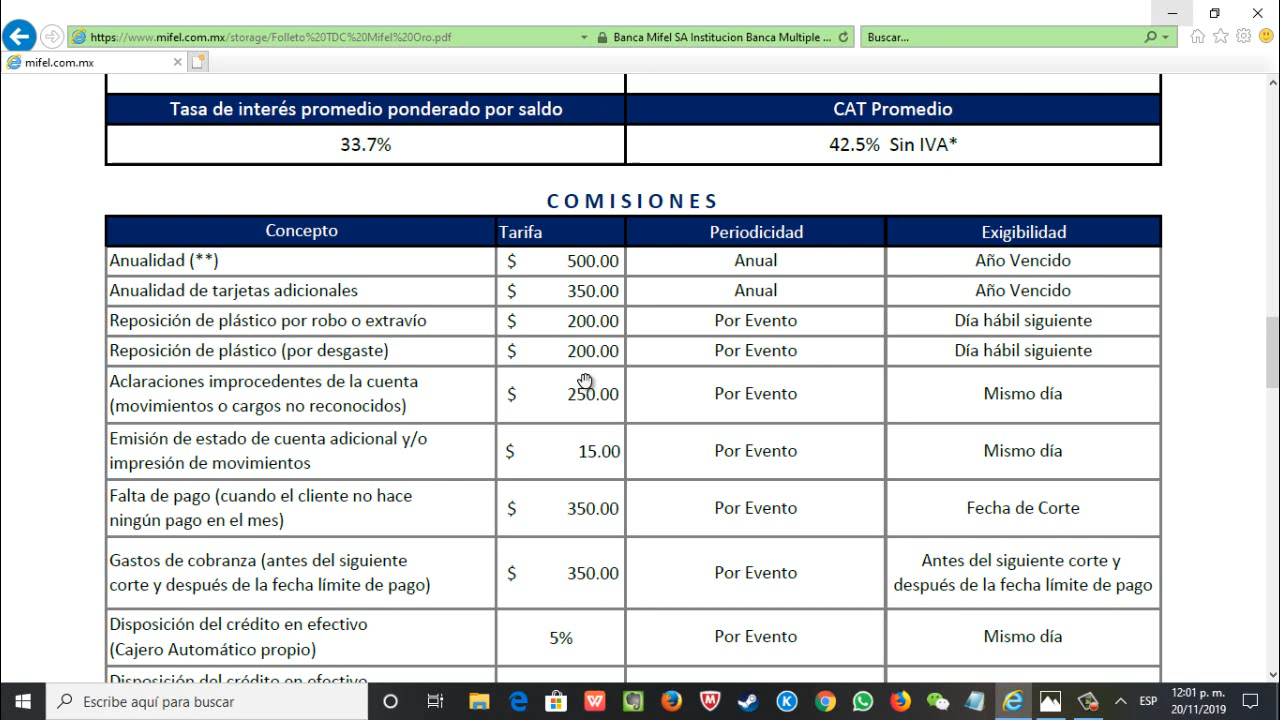 https://www.mifel.com.mx/storage/Folleto%20TDC%20Mifel%20Oro.pdf
Banca Mifel SA Institucion Banca Multiple ...
Buscar...
mifel.com.mx
Tasa de interés promedio ponderado por saldo
CAT Promedio
33.7%
42.5% Sin IVA*
COMISIONES
Concepto
Tarifa
Periodicidad
Exigibilidad
Anualidad (**)
$ 500.00
Anual
Año Vencido
Anualidad de tarjetas adicionales
$ 350.00
Anual
Año Vencido
Reposición de plástico por robo o extravío
$ 200.00
Por Evento
Día hábil siguiente
Reposición de plástico (por desgaste)
$ 200.00
Por Evento
Día hábil siguiente
Aclaraciones improcedentes de la cuenta
(movimientos o cargos no reconocidos)
$ 250.00
Por Evento
Mismo día
Emisión de estado de cuenta adicional y/o
impresión de movimientos
$ 15.00
Por Evento
Mismo día
Falta de pago (cuando el cliente no hace
ningún pago en el mes)
$ 350.00
Por Evento
Fecha de Corte
Gastos de cobranza (antes del siguiente
corte y después de la fecha límite de pago)
$ 350.00
Por Evento
Antes del siguiente corte y
después de la fecha límite de pago
Disposición del crédito en efectivo
(Cajero Automático propio)
5%
Por Evento
Mismo día
Disposición del crédito en efectivo
Escribe aquí para buscar
ESP
12:01 p. m.
20/11/2019